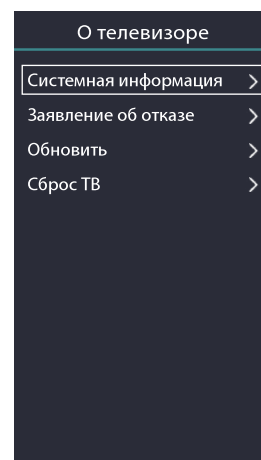 О телевизоре
Системная информация
Заявление об отказе
Обновить
Сброс ТВ